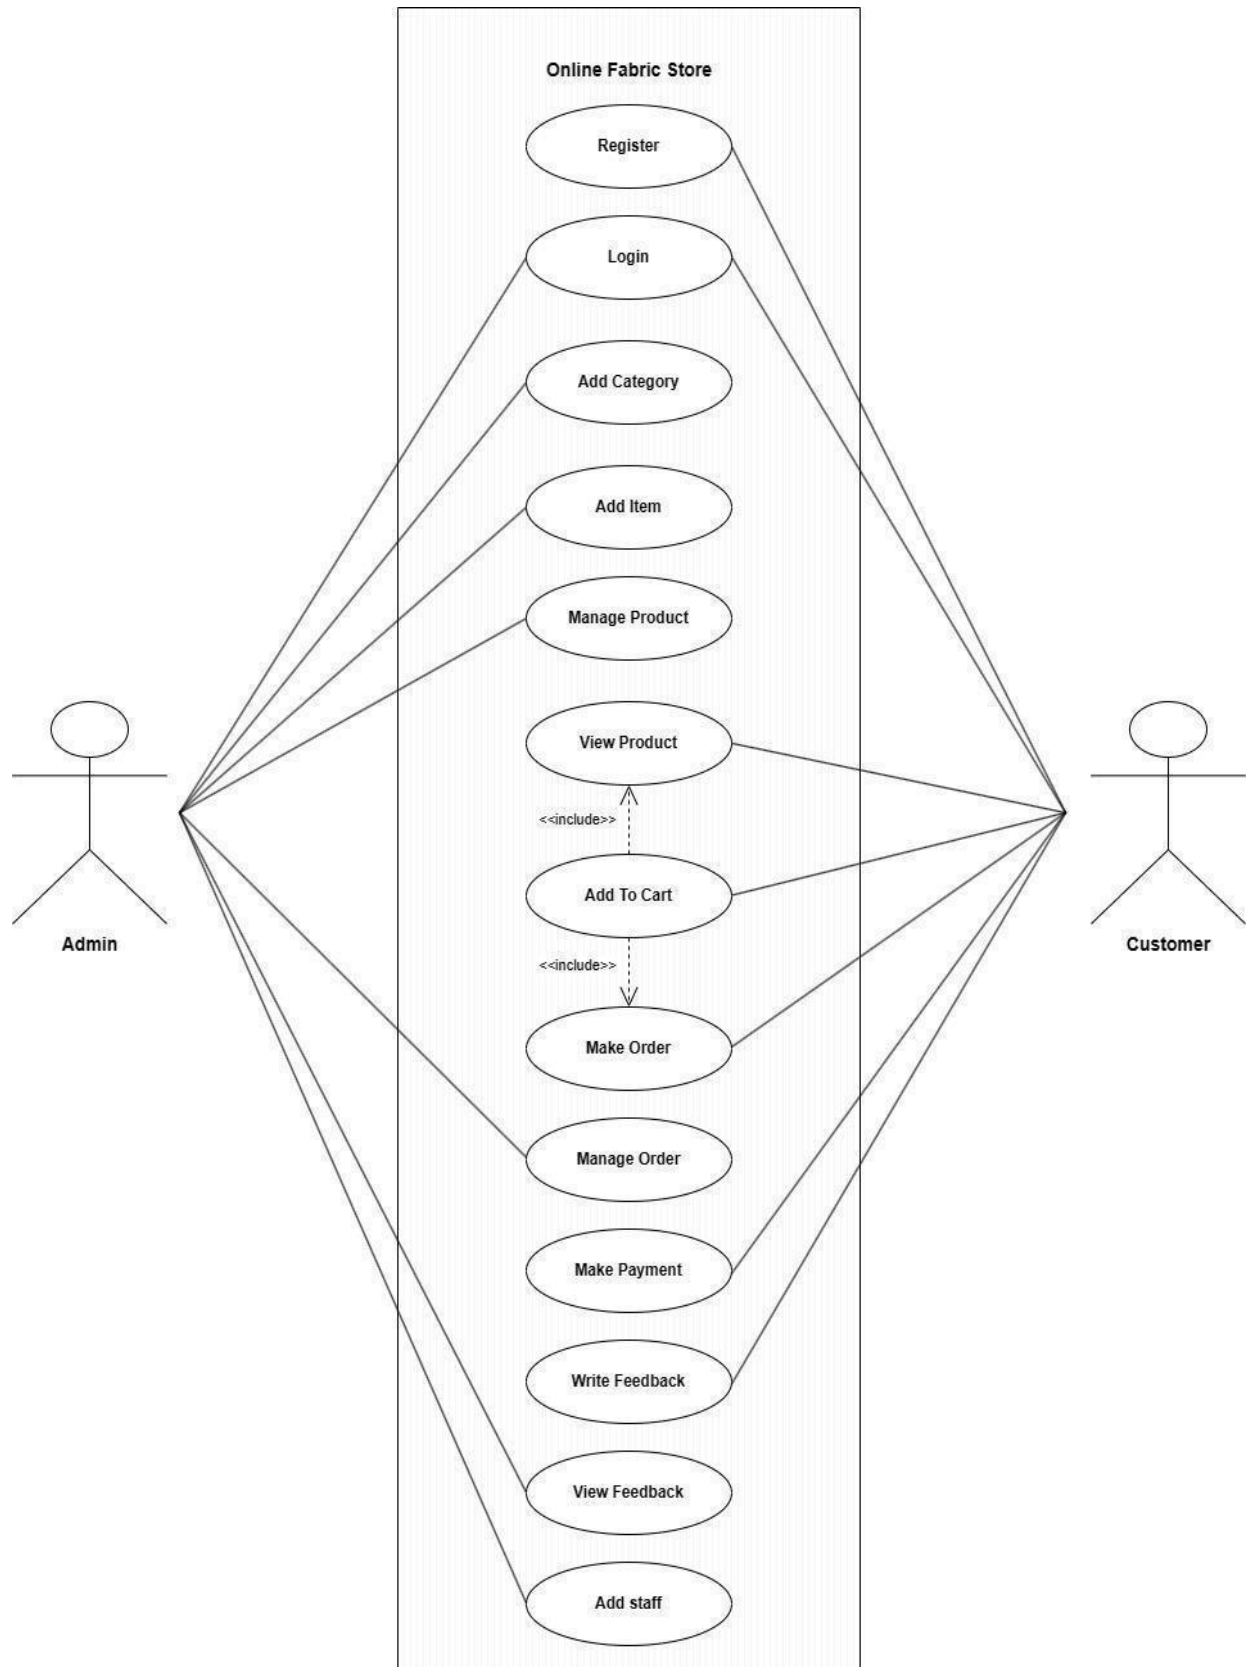 Online Fabric Store
Register
Login
Add Category
Add Item
Manage Product
View Product
<<include>>
Add To Cart
Admin
Customer
<<include>>
Make Order
Manage Order
Make Payment
Write Feedback
View Feedback
Add staff